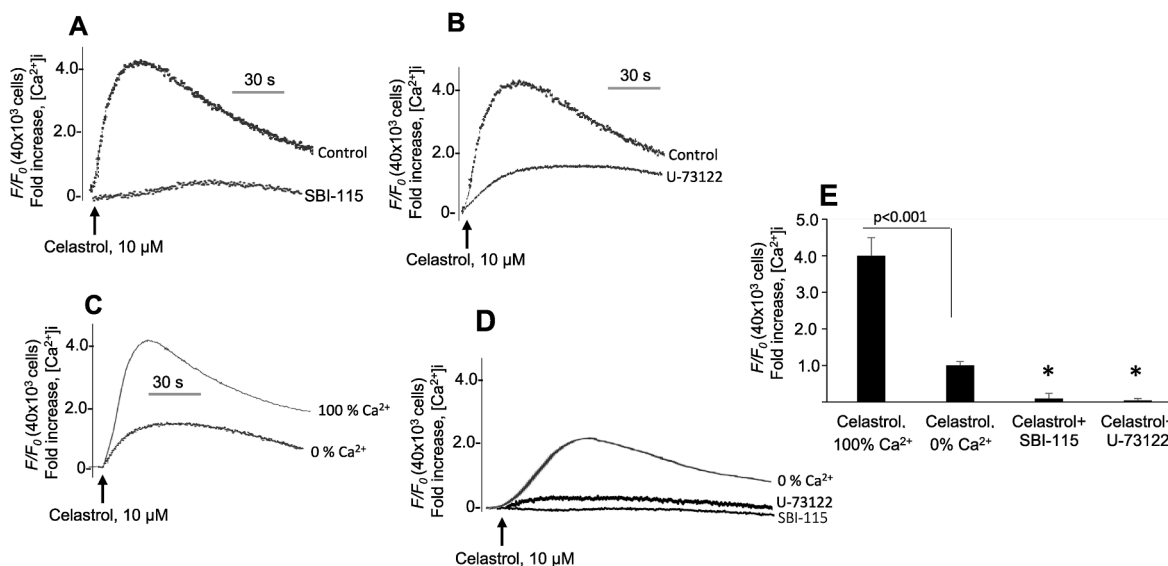 A
F/F₀ (40x10³ cells)
Fold increase, [Ca²⁺]i
4.0
2.0
0
30 s
Control
SBI-115
Celastrol, 10 µM
B
F/F₀ (40x10³ cells)
Fold increase, [Ca²⁺]i
4.0
2.0
0
30 s
Control
U-73122
Celastrol, 10 µM
C
F/F₀ (40x10³ cells)
Fold increase, [Ca²⁺]i
4.0
2.0
0
30 s
100 % Ca²⁺
0 % Ca²⁺
Celastrol, 10 µM
D
F/F₀ (40x10³ cells)
Fold increase, [Ca²⁺]i
4.0
2.0
0
0 % Ca²⁺
U-73122
SBI-115
Celastrol, 10 µM
E
F/F₀ (40x10³ cells)
Fold increase, [Ca²⁺]i
5.0
4.0
3.0
2.0
1.0
p<0.001
*
*
Celastrol.
100% Ca²⁺
Celastrol.
0% Ca²⁺
Celastrol+
SBI-115
Celastrol+
U-73122